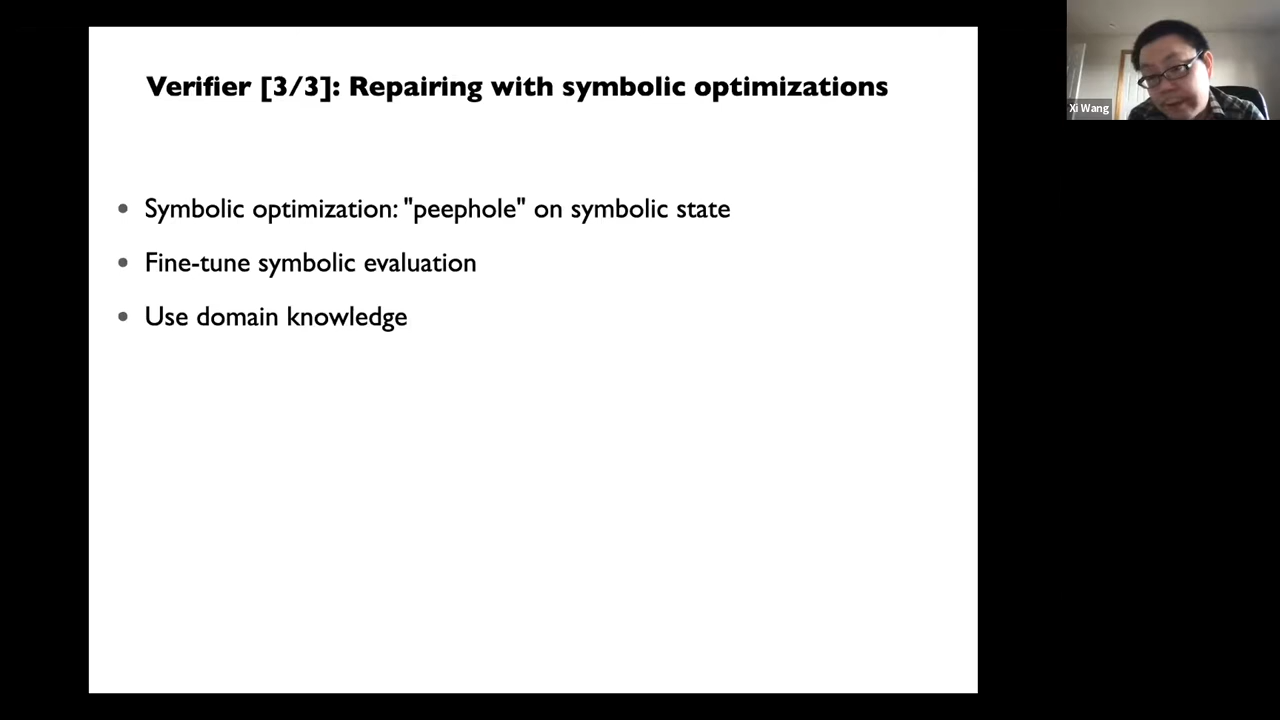 Verifier [3/3]: Repairing with symbolic optimizations
Xi Wang
• Symbolic optimization: "peephole" on symbolic state
• Fine-tune symbolic evaluation
• Use domain knowledge